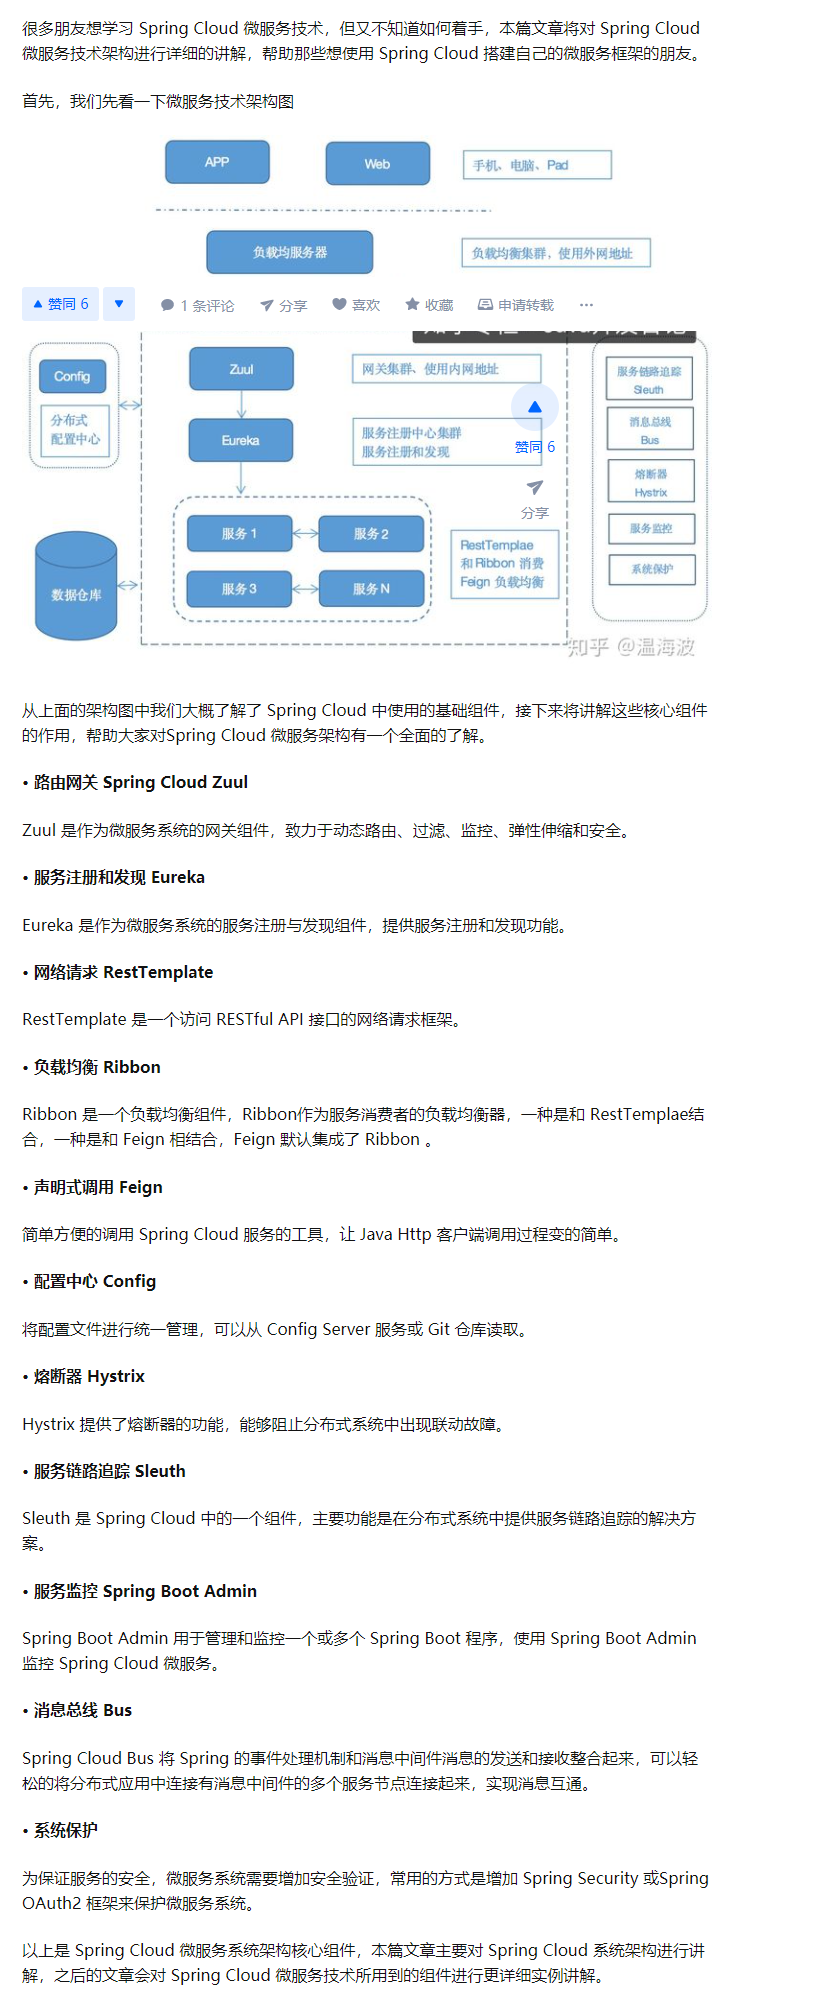 很多朋友想学习 Spring Cloud 微服务技术，但又不知道如何着手，本篇文章将对 Spring Cloud
微服务技术架构进行详细的讲解，帮助那些想使用 Spring Cloud 搭建自己的微服务框架的朋友。
首先，我们先看一下微服务技术架构图
APP
Web
手机、电脑、Pad
负载均服务器
负载均衡集群，使用外网地址
赞同 6
1 条评论
分享
喜欢
收藏
申请转载
Config
分布式
配置中心
Zuul
网关集群、使用内网地址
Eureka
服务注册中心集群
服务注册和发现
赞同 6
分享
服务 1
服务 2
服务 3
服务 N
RestTemplae
和 Ribbon 消费
Feign 负载均衡
数据仓库
服务链路追踪
Sleuth
消息总线
Bus
熔断器
Hystrix
服务监控
系统保护
知乎 @温海波
从上面的架构图中我们大概了解了 Spring Cloud 中使用的基础组件，接下来将讲解这些核心组件
的作用，帮助大家对Spring Cloud 微服务架构有一个全面的了解。
• 路由网关 Spring Cloud Zuul
Zuul 是作为微服务系统的网关组件，致力于动态路由、过滤、监控、弹性伸缩和安全。
• 服务注册和发现 Eureka
Eureka 是作为微服务系统的服务注册与发现组件，提供服务注册和发现功能。
• 网络请求 RestTemplate
RestTemplate 是一个访问 RESTful API 接口的网络请求框架。
• 负载均衡 Ribbon
Ribbon 是一个负载均衡组件，Ribbon作为服务消费者的负载均衡器，一种是和 RestTemplae结
合，一种是和 Feign 相结合，Feign 默认集成了 Ribbon 。
• 声明式调用 Feign
简单方便的调用 Spring Cloud 服务的工具，让 Java Http 客户端调用过程变的简单。
• 配置中心 Config
将配置文件进行统一管理，可以从 Config Server 服务或 Git 仓库读取。
• 熔断器 Hystrix
Hystrix 提供了熔断器的功能，能够阻止分布式系统中出现联动故障。
• 服务链路追踪 Sleuth
Sleuth 是 Spring Cloud 中的一个组件，主要功能是在分布式系统中提供服务链路追踪的解决方
案。
• 服务监控 Spring Boot Admin
Spring Boot Admin 用于管理和监控一个或多个 Spring Boot 程序，使用 Spring Boot Admin
监控 Spring Cloud 微服务。
• 消息总线 Bus
Spring Cloud Bus 将 Spring 的事件处理机制和消息中间件消息的发送和接收整合起来，可以轻
松的将分布式应用中连接有消息中间件的多个服务节点连接起来，实现消息互通。
• 系统保护
为保证服务的安全，微服务系统需要增加安全验证，常用的方式是增加 Spring Security 或Spring
OAuth2 框架来保护微服务系统。
以上是 Spring Cloud 微服务系统架构核心组件，本篇文章主要对 Spring Cloud 系统架构进行讲
解，之后的文章会对 Spring Cloud 微服务技术所用到的组件进行更详细实例讲解。